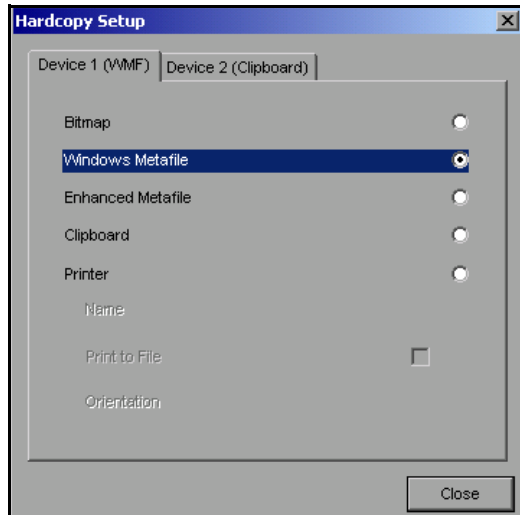 Hardcopy Setup
Device 1 (WMF) Device 2 (Clipboard)
Bitmap
Windows Metafile
Enhanced Metafile
Clipboard
Printer
Name
Print to File
Orientation
Close